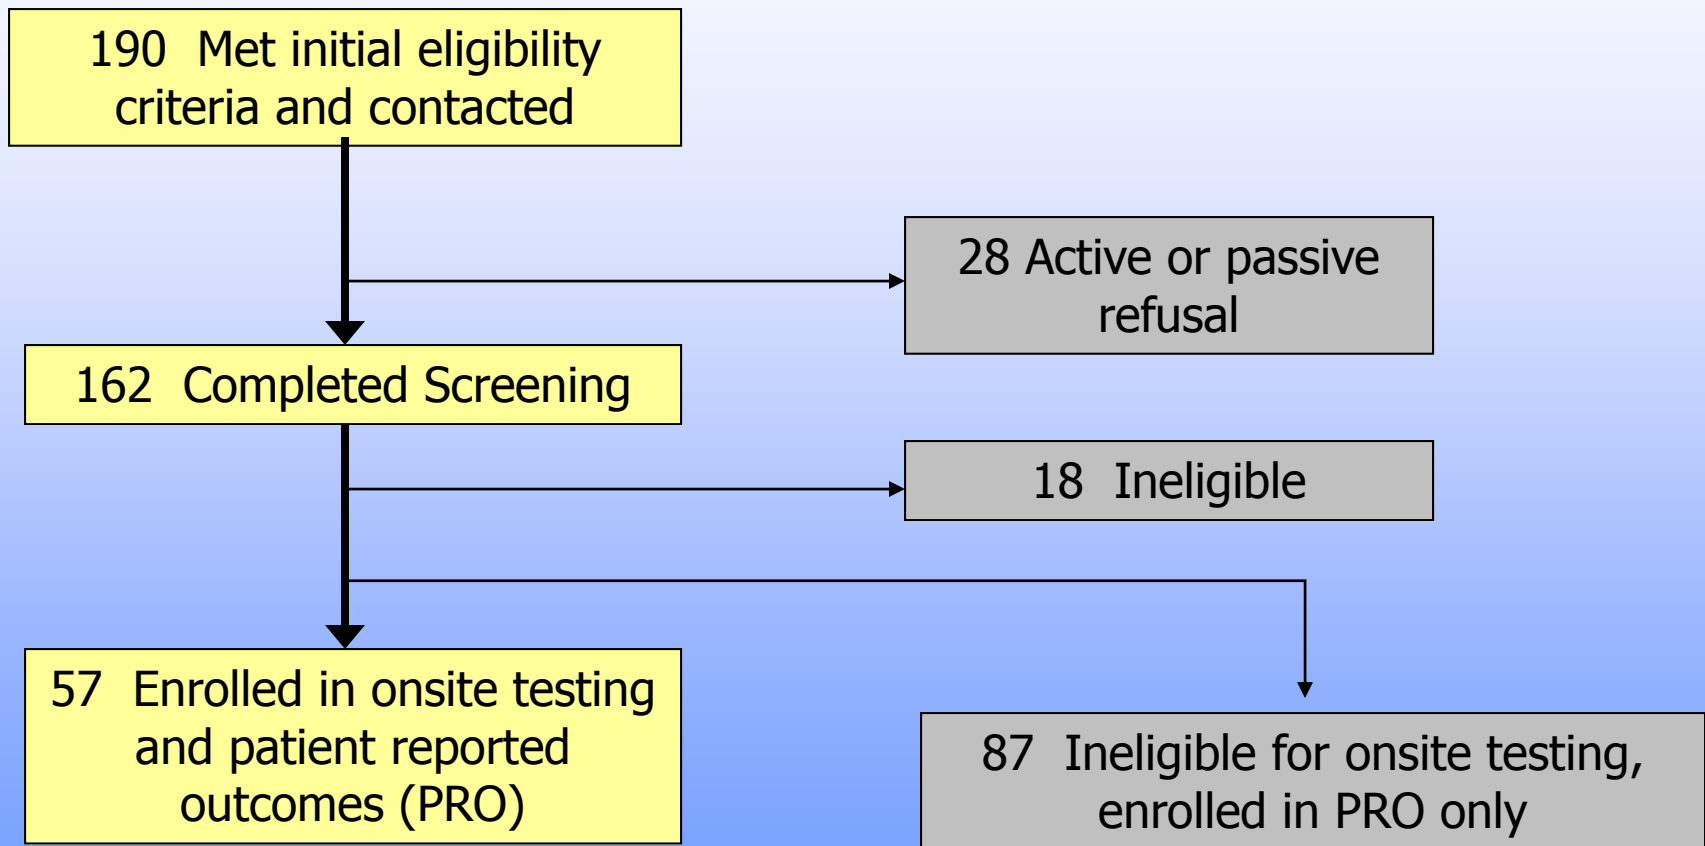 190 Met initial eligibility
criteria and contacted
28 Active or passive
refusal
162 Completed Screening
18 Ineligible
57 Enrolled in onsite testing
and patient reported
outcomes (PRO)
87 Ineligible for onsite testing,
enrolled in PRO only